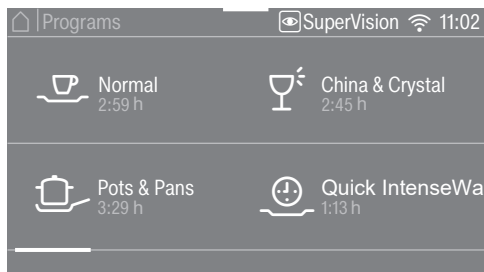 Programs SuperVision 11:02
Normal China & Crystal
2:59 h 2:45 h
Pots & Pans Quick IntenseWa
3:29 h 1:13 h